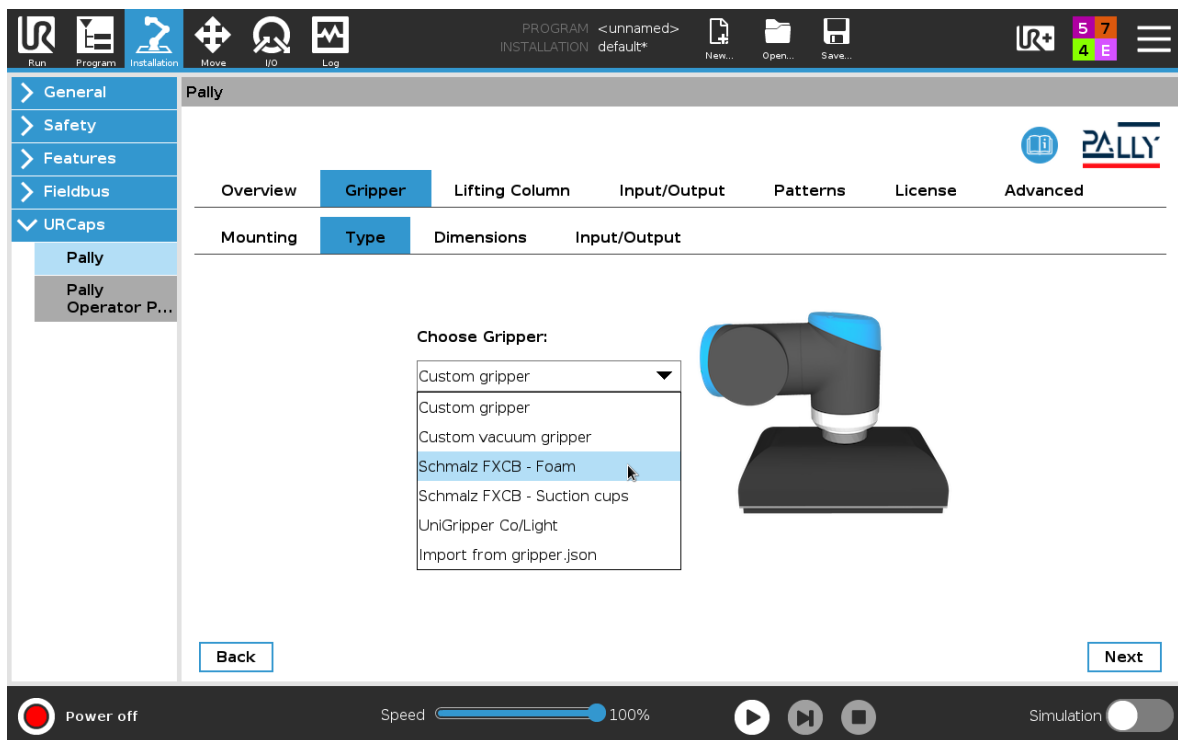 PROGRAM <unnamed>
INSTALLATION default*
Run Program Installation Move I/O Log New... Open... Save...
UR
R+
5 7
4 E
General
Safety
Features
Fieldbus
URCaps
Pally
Pally
Operator P...
Pally
PALLY
Overview Gripper Lifting Column Input/Output Patterns License Advanced
Mounting Type Dimensions Input/Output
Choose Gripper:
Custom gripper
Custom gripper
Custom vacuum gripper
Schmalz FXCB - Foam
Schmalz FXCB - Suction cups
UniGripper Co/Light
Import from gripper.json
Back Next
Power off Speed 100% Simulation